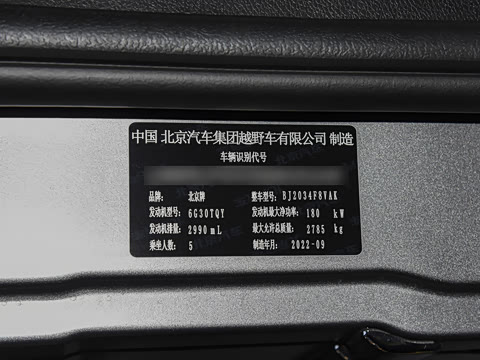 中国 北京汽车集团越野车有限公司 制造
车辆识别代号
品牌： 北京牌 整车型号： BJ2034F8VAK
发动机型号： 6G30TQY 发动机最大净功率： 180 kW
发动机排量： 2990 mL 最大允许总质量： 2785 kg
乘坐人数： 5 制造年月： 2022-09